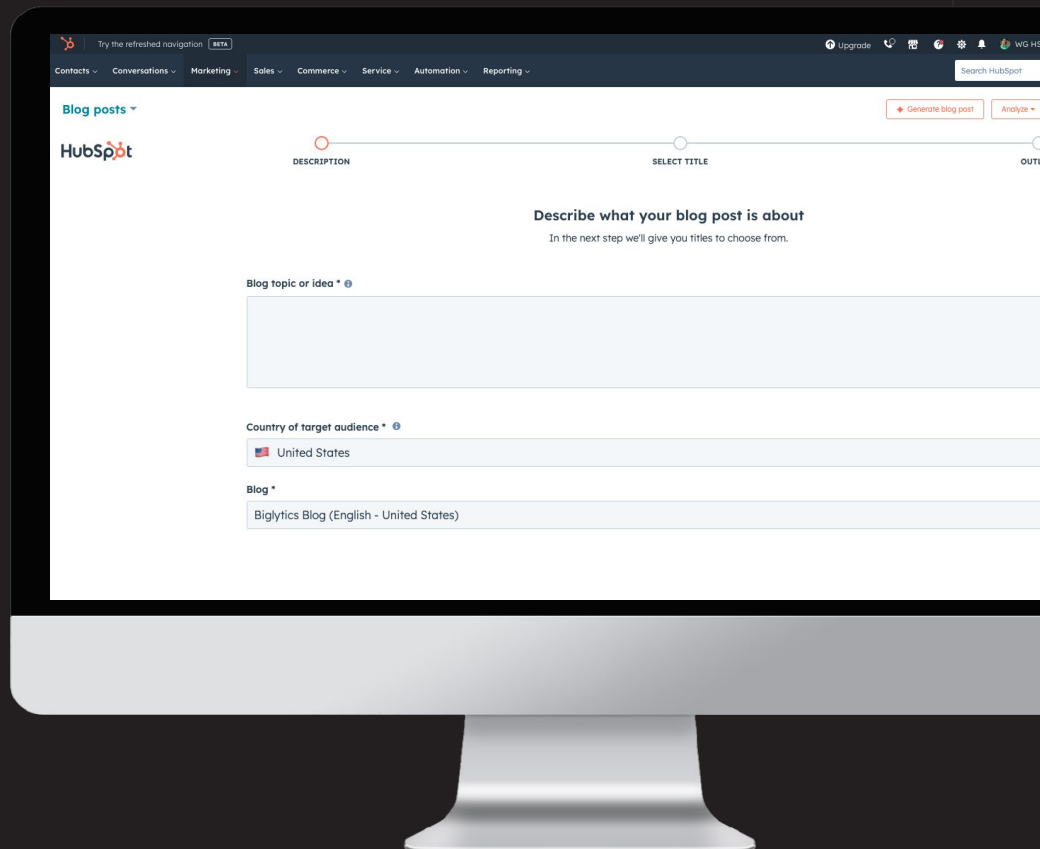 Try the refreshed navigation BETA
Upgrade
WG HS
Contacts Conversations Marketing Sales Commerce Service Automation Reporting
Search HubSpot
Blog posts
Generate blog post Analyze
HubSpot
DESCRIPTION SELECT TITLE
Describe what your blog post is about
In the next step we'll give you titles to choose from.
Blog topic or idea *
Country of target audience *
United States
Blog *
Biglytics Blog (English - United States)